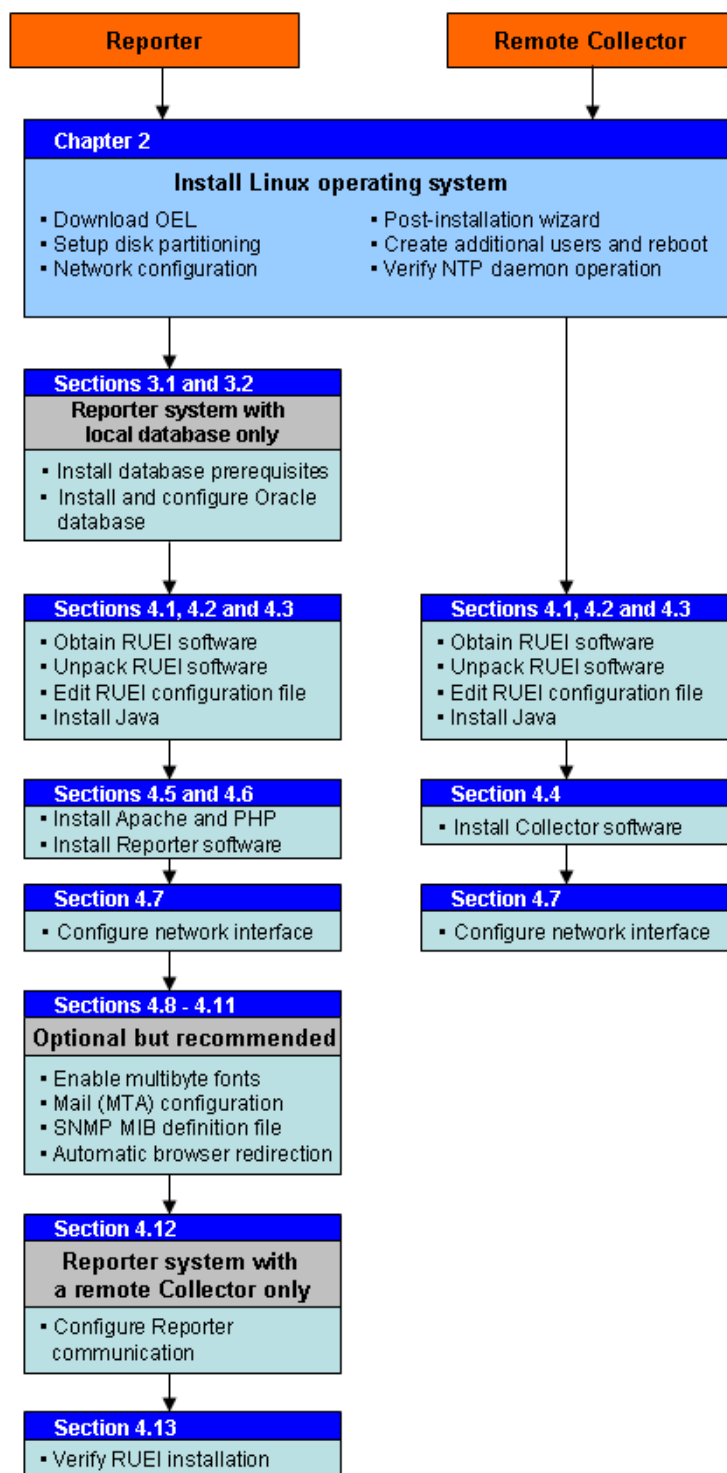 Reporter
Remote Collector
Chapter 2
Install Linux operating system
▪ Download OEL
▪ Setup disk partitioning
▪ Network configuration
▪ Post-installation wizard
▪ Create additional users and reboot
▪ Verify NTP daemon operation
Sections 3.1 and 3.2
Reporter system with
local database only
▪ Install database prerequisites
▪ Install and configure Oracle
database
Sections 4.1, 4.2 and 4.3
▪ Obtain RUEI software
▪ Unpack RUEI software
▪ Edit RUEI configuration file
▪ Install Java
Sections 4.1, 4.2 and 4.3
▪ Obtain RUEI software
▪ Unpack RUEI software
▪ Edit RUEI configuration file
▪ Install Java
Sections 4.5 and 4.6
▪ Install Apache and PHP
▪ Install Reporter software
Section 4.4
▪ Install Collector software
Section 4.7
▪ Configure network interface
Section 4.7
▪ Configure network interface
Sections 4.8 - 4.11
Optional but recommended
▪ Enable multibyte fonts
▪ Mail (MTA) configuration
▪ SNMP MIB definition file
▪ Automatic browser redirection
Section 4.12
Reporter system with
a remote Collector only
▪ Configure Reporter
communication
Section 4.13
▪ Verify RUEI installation